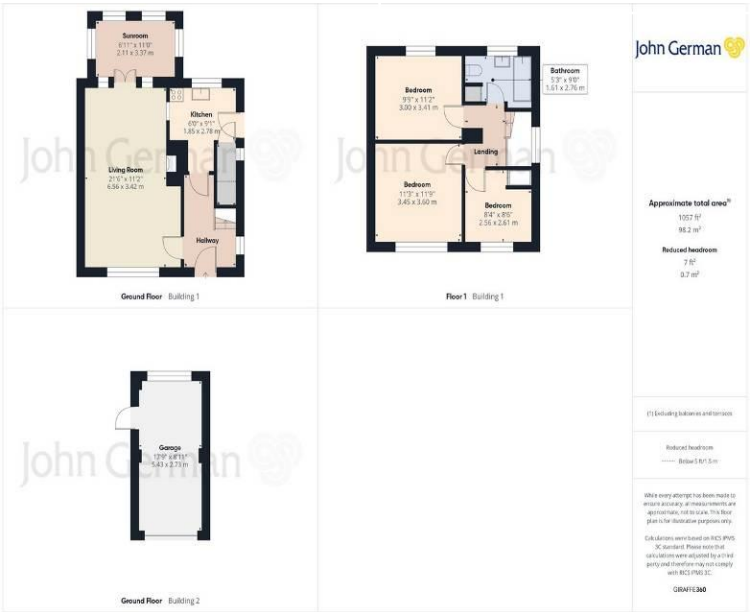 Sunroom
6'11" x 11'0"
2.11 x 3.37 m
Kitchen
6'0" x 9'1"
1.85 x 2.78 m
Living Room
21'6" x 11'2"
6.56 x 3.42 m
Hallway
John German
Ground Floor Building 1
Bedroom
9'9" x 11'2"
3.00 x 3.41 m
Bathroom
5'3" x 9'0"
1.61 x 2.76 m
Landing
Bedroom
11'3" x 11'9"
3.45 x 3.60 m
Bedroom
8'4" x 8'6"
2.56 x 2.61 m
John German
Floor 1 Building 1
Garage
x 8'11"
5.43 x 2.73 m
John German
Ground Floor Building 2
John German
Approximate total area(1)
1057 ft²
98.2 m²
Reduced headroom
7 ft²
0.7 m²
(1) Excluding balconies and terraces
Reduced headroom
Below 5 ft/1.5 m
While every attempt has been made to
ensure accuracy, all measurements are
approximate, not to scale. This floor
plan is for illustrative purposes only.
Calculations were based on RICS IPMS
3C standard. Please note that
calculations were adjusted by a third
party and therefore may not comply
with RICS IPMS 3C.
GIRAFFE360